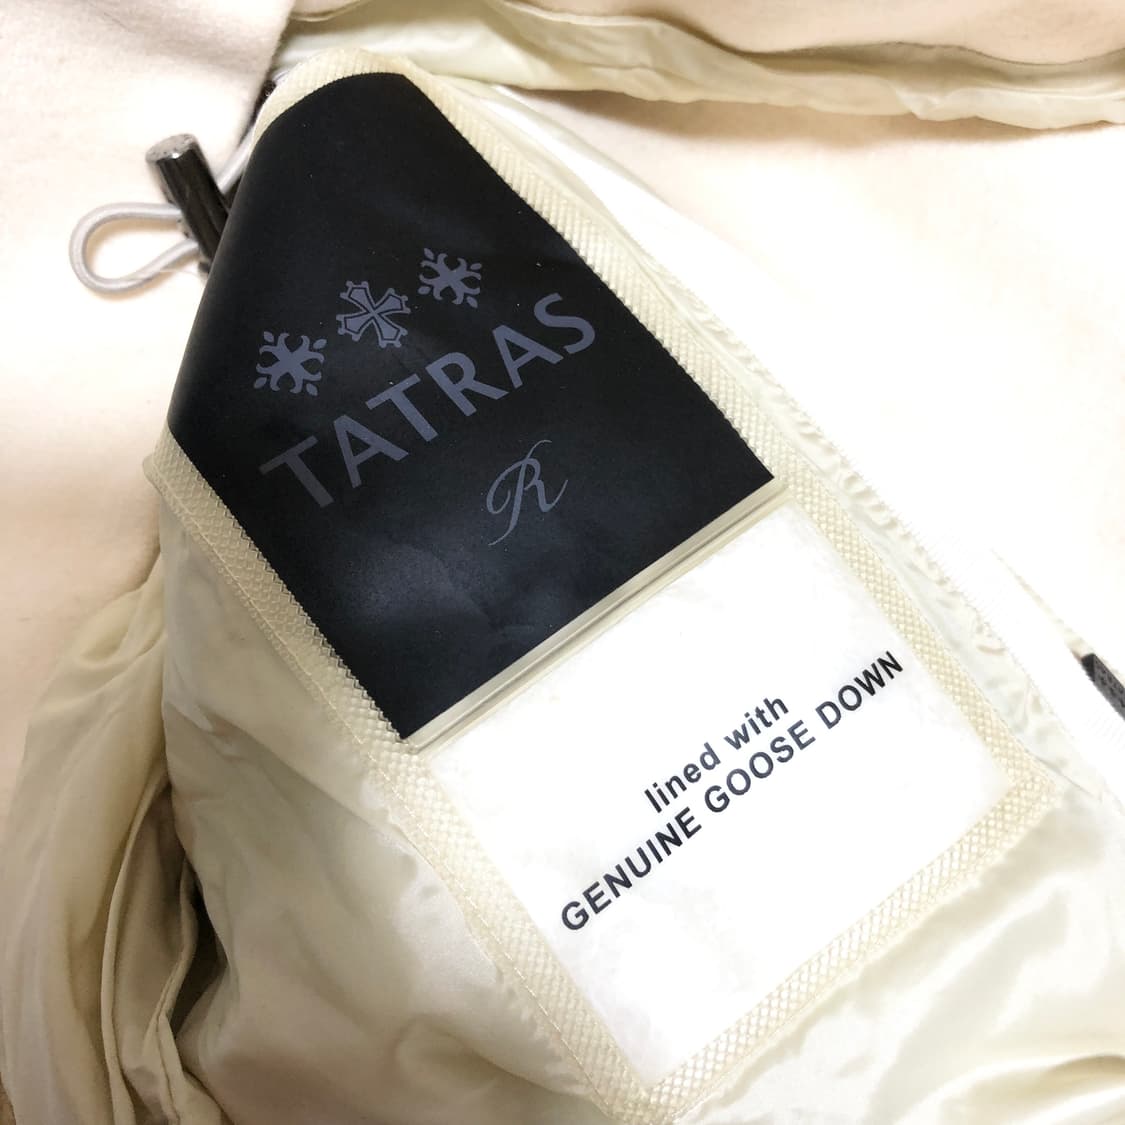 TATRAS
R
lined with
GENUINE GOOSE DOWN